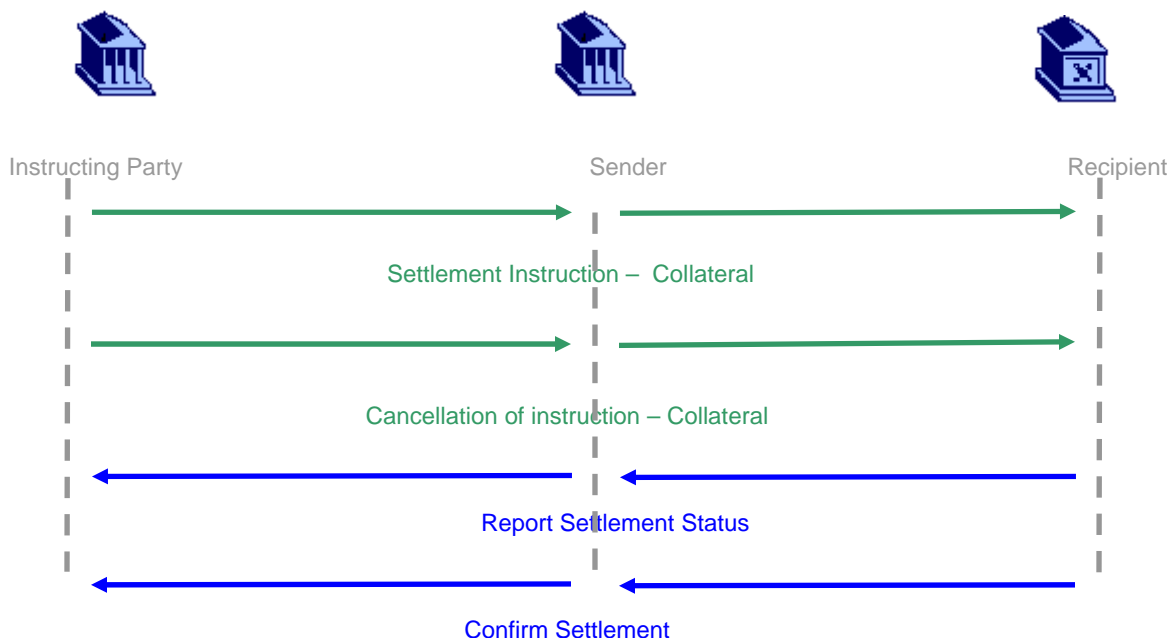 Instructing Party
Sender
Recipient
Settlement Instruction – Collateral
Cancellation of instruction – Collateral
Report Settlement Status
Confirm Settlement